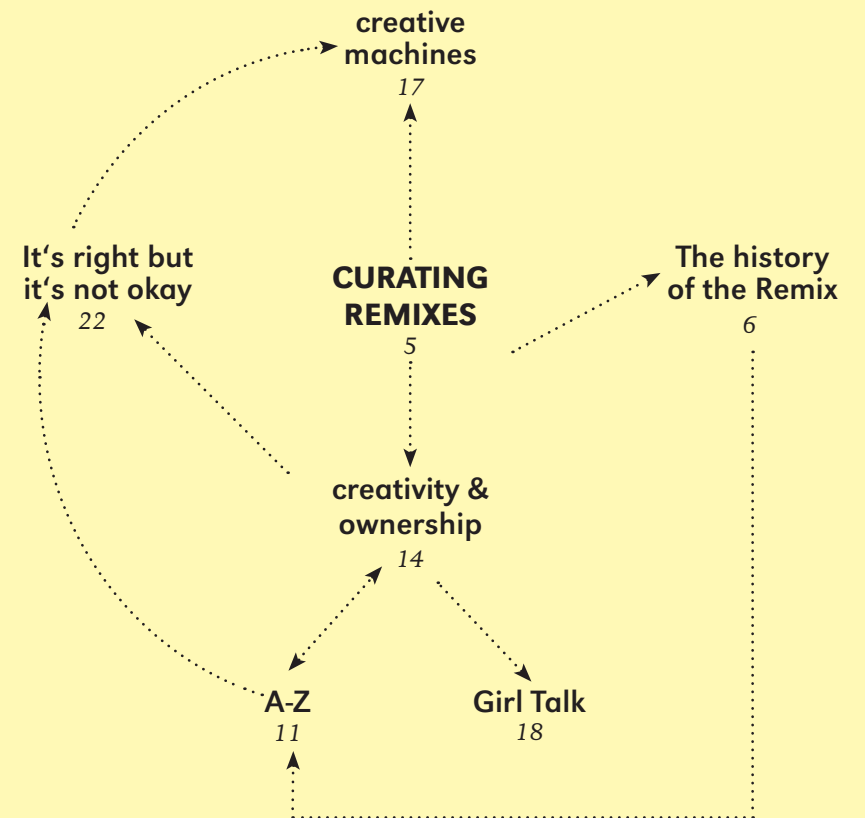 creative
machines
17
It‘s right but
it‘s not okay
22
CURATING
REMIXES
5
The history
of the Remix
6
creativity &
ownership
14
A-Z
11
Girl Talk
18